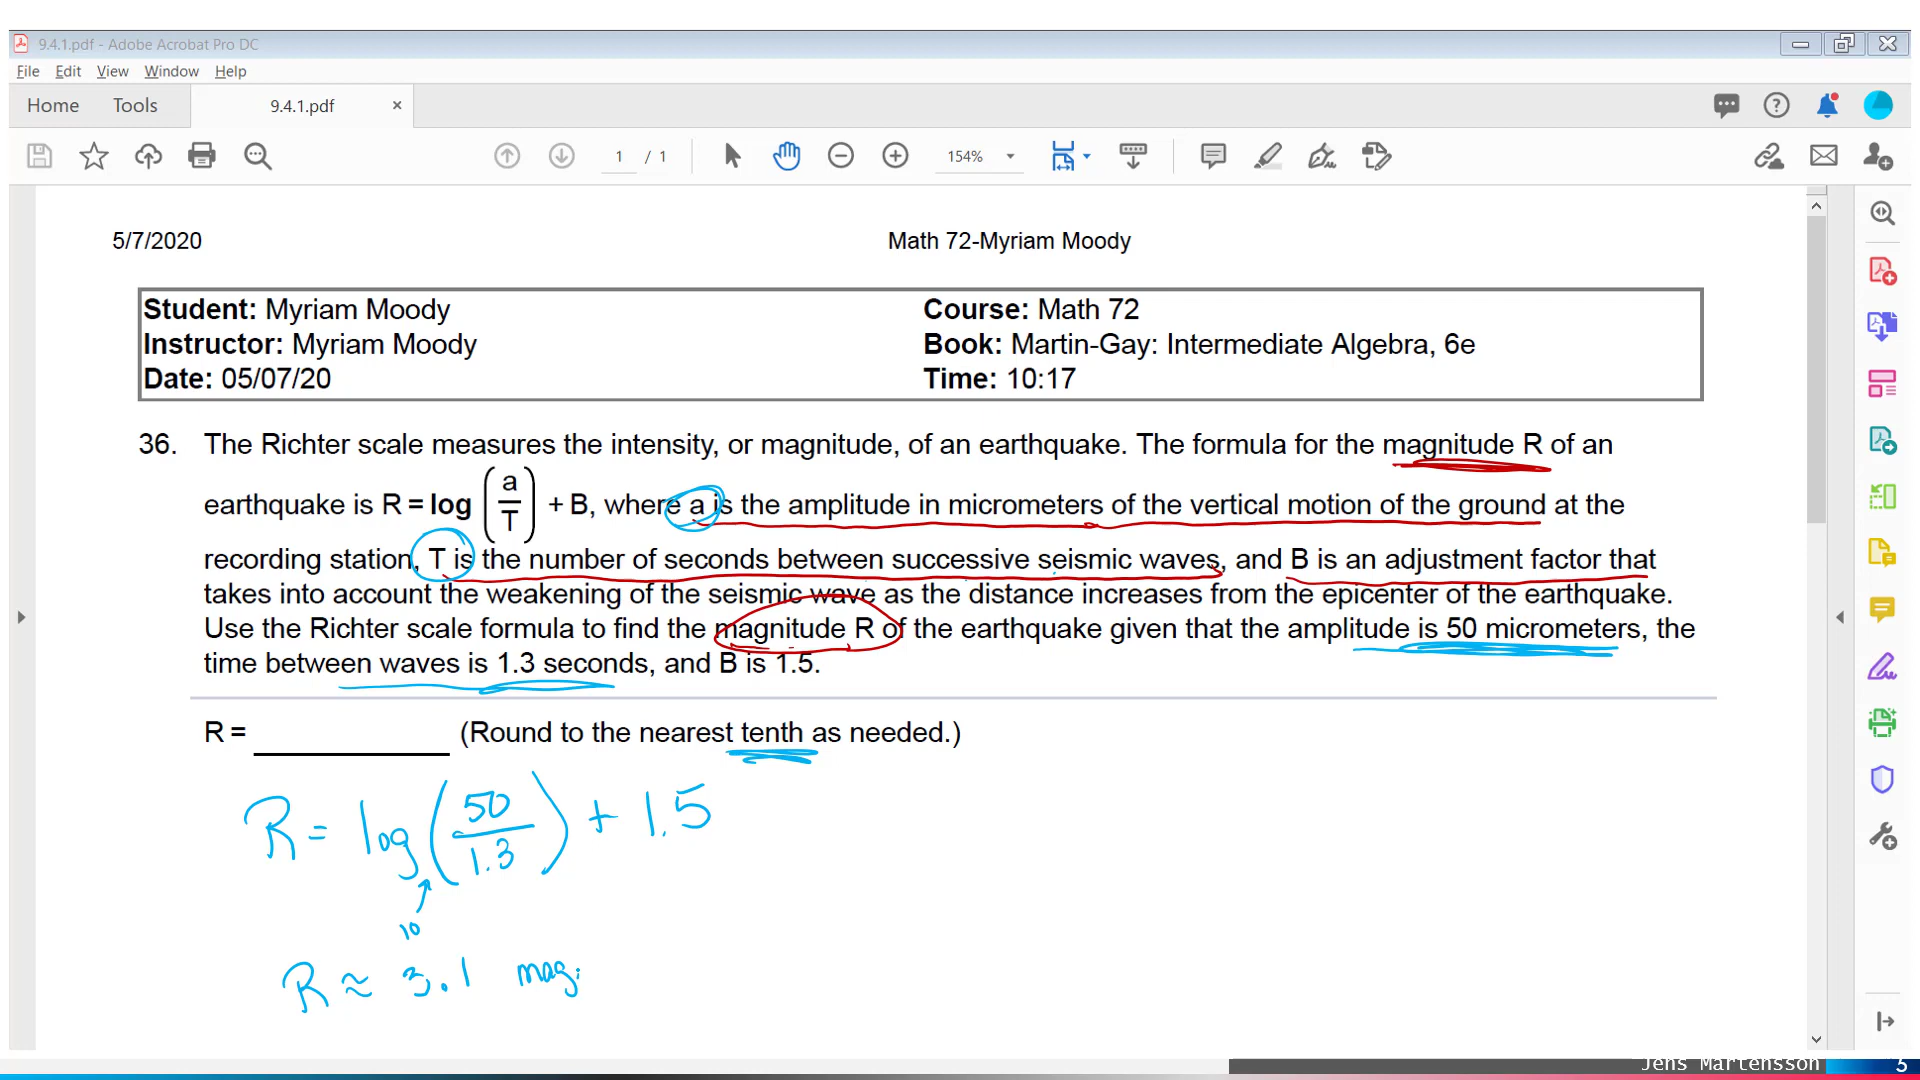 9.4.1.pdf - Adobe Acrobat Pro DC
File Edit View Window Help
Home Tools 9.4.1.pdf ×
1 / 1 154%
5/7/2020 Math 72-Myriam Moody
Student: Myriam Moody Course: Math 72
Instructor: Myriam Moody Book: Martin-Gay: Intermediate Algebra, 6e
Date: 05/07/20 Time: 10:17
36. The Richter scale measures the intensity, or magnitude, of an earthquake. The formula for the magnitude R of an
earthquake is R = log (a/T) + B, where a is the amplitude in micrometers of the vertical motion of the ground at the
recording station, T is the number of seconds between successive seismic waves, and B is an adjustment factor that
takes into account the weakening of the seismic wave as the distance increases from the epicenter of the earthquake.
Use the Richter scale formula to find the magnitude R of the earthquake given that the amplitude is 50 micrometers, the
time between waves is 1.3 seconds, and B is 1.5.
R = ________ (Round to the nearest tenth as needed.)
R = log (50/1.3) + 1.5
10
R ≈ 3.1 mag.
Jens Martensson 5